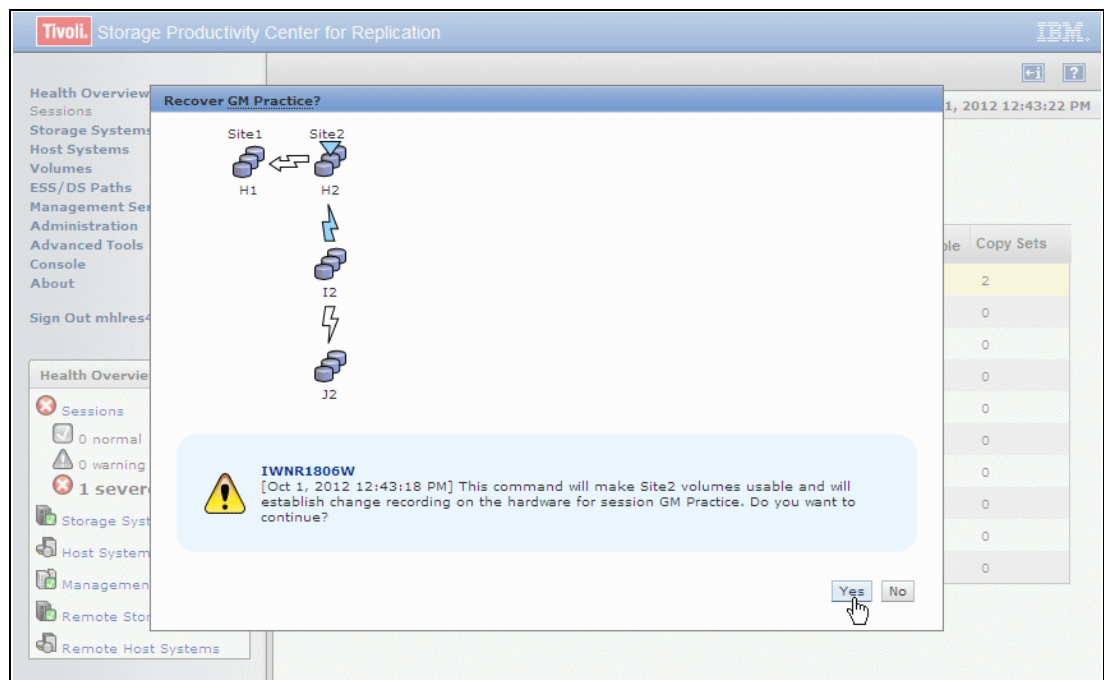 Tivoli. Storage Productivity Center for Replication
IBM.
Health Overview
Sessions
Storage Systems
Host Systems
Volumes
ESS/DS Paths
Management Ser
Administration
Advanced Tools
Console
About
Sign Out mhlres4
1, 2012 12:43:22 PM
Recover GM Practice?
Site1 Site2
H1 H2
I2
J2
IWNR1806W
[Oct 1, 2012 12:43:18 PM] This command will make Site2 volumes usable and will
establish change recording on the hardware for session GM Practice. Do you want to
continue?
Yes No
ble Copy Sets
2
0
0
0
0
0
0
0
0
0
Health Overvie
Sessions
0 normal
0 warning
1 severe
Storage Syst
Host System
Managemen
Remote Stor
Remote Host Systems